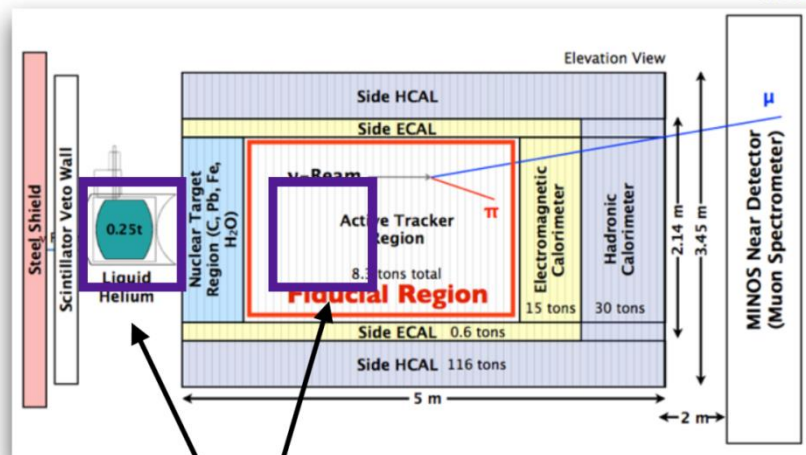 Elevation View
Steel Shield
Scintillator Veto Wall
0.25t
Liquid
Helium
Side HCAL
Side ECAL
Nuclear Target
Region (C, Pb, Fe,
H₂O)
ν-Beam
π
μ
Active Tracker
Region
8.3 tons total
Fiducial Region
Electromagnetic
Calorimeter
15 tons
Hadronic
Calorimeter
30 tons
Side ECAL 0.6 tons
Side HCAL 116 tons
2.14 m
3.45 m
5 m
2 m
MINOS Near Detector
(Muon Spectrometer)